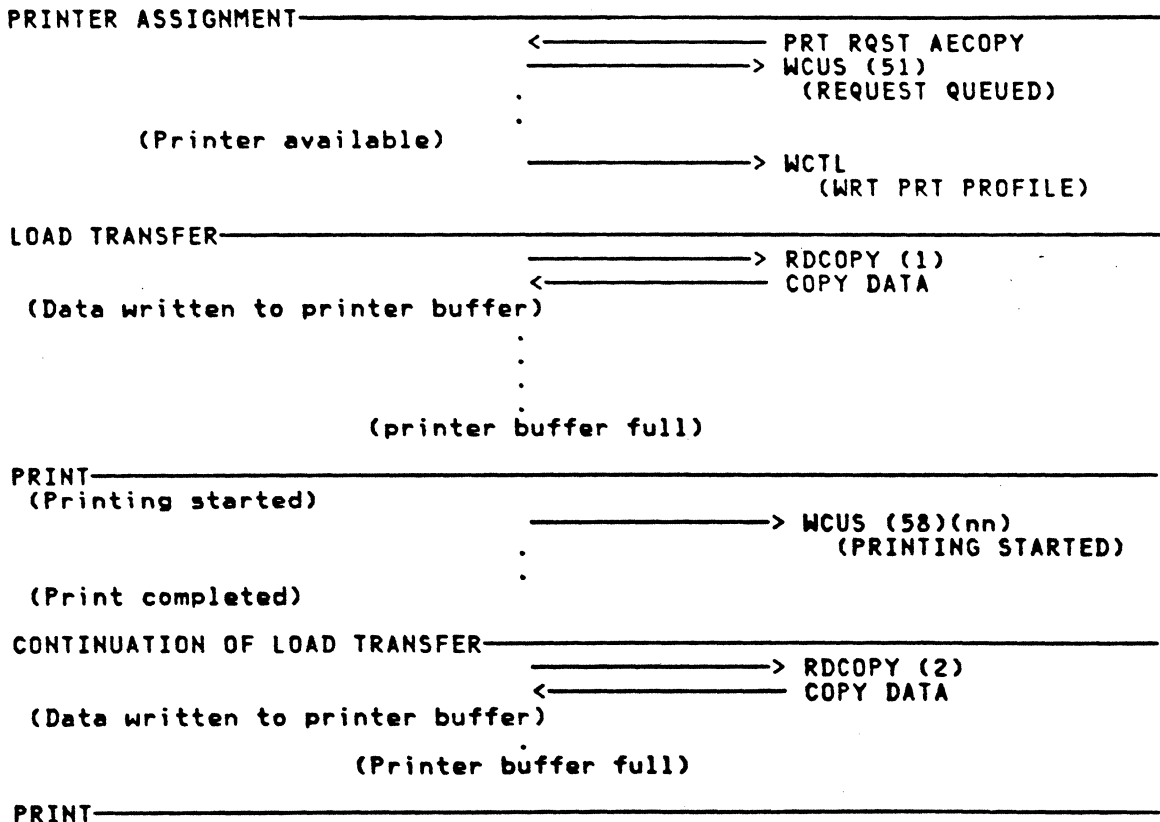 PRINTER ASSIGNMENT
<——— PRT RQST AECOPY
———> WCUS (51)
(REQUEST QUEUED)
.
.
(Printer available)
———> WCTL
(WRT PRT PROFILE)
LOAD TRANSFER
———> RDCOPY (1)
<——— COPY DATA
(Data written to printer buffer)
.
.
.
.
(printer buffer full)
PRINT
(Printing started)
———> WCUS (58)(nn)
(PRINTING STARTED)
.
.
(Print completed)
CONTINUATION OF LOAD TRANSFER
———> RDCOPY (2)
<——— COPY DATA
(Data written to printer buffer)
.
(Printer buffer full)
PRINT